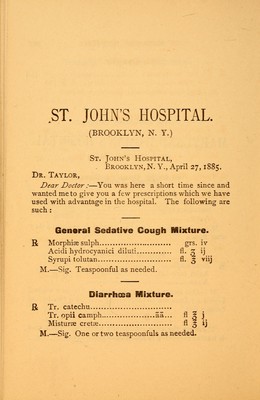 ST. JOHN'S HOSPITAL.
(BROOKLYN, N. Y.)
St. John's Hospital,
Brooklyn, N. Y., April 27, 1885.
Dr. Taylor,
Dear Doctor:—You was here a short time since and
wanted me to give you a few prescriptions which we have
used with advantage in the hospital. The following are
such:
General Sedative Cough Mixture.
℞ Morphiæ sulph........................ grs. iv
Acidi hydrocyanici diluti............ fl. ʒ ij
Syrupi tolutan........................ fl. ℥ viij
M.—Sig. Teaspoonful as needed.
Diarrhœa Mixture.
℞ Tr. catechu........................
Tr. opii camph.................āā... fl ℥ j
Misturæ cretæ........................ fl ℥ ij
M.—Sig. One or two teaspoonfuls as needed.